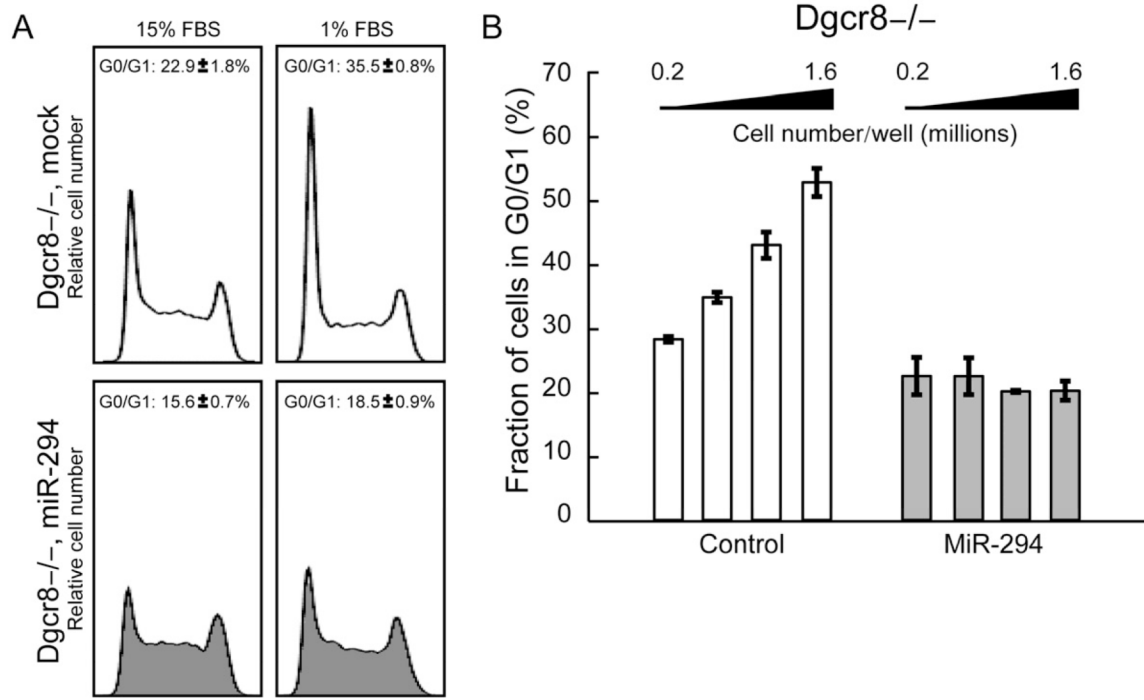 A
15% FBS
1% FBS
Dgcr8–/–, mock
Relative cell number
G0/G1: 22.9±1.8%
G0/G1: 35.5±0.8%
Dgcr8–/–, miR-294
Relative cell number
G0/G1: 15.6±0.7%
G0/G1: 18.5±0.9%
B
Dgcr8–/–
Fraction of cells in G0/G1 (%)
70
60
50
40
30
20
10
0
0.2 1.6
0.2 1.6
Cell number/well (millions)
Control
MiR-294